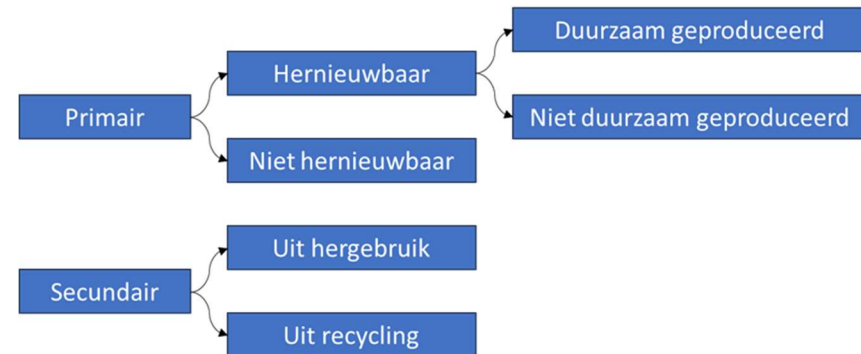 Primair
Hernieuwbaar
Niet hernieuwbaar
Duurzaam geproduceerd
Niet duurzaam geproduceerd
Secundair
Uit hergebruik
Uit recycling